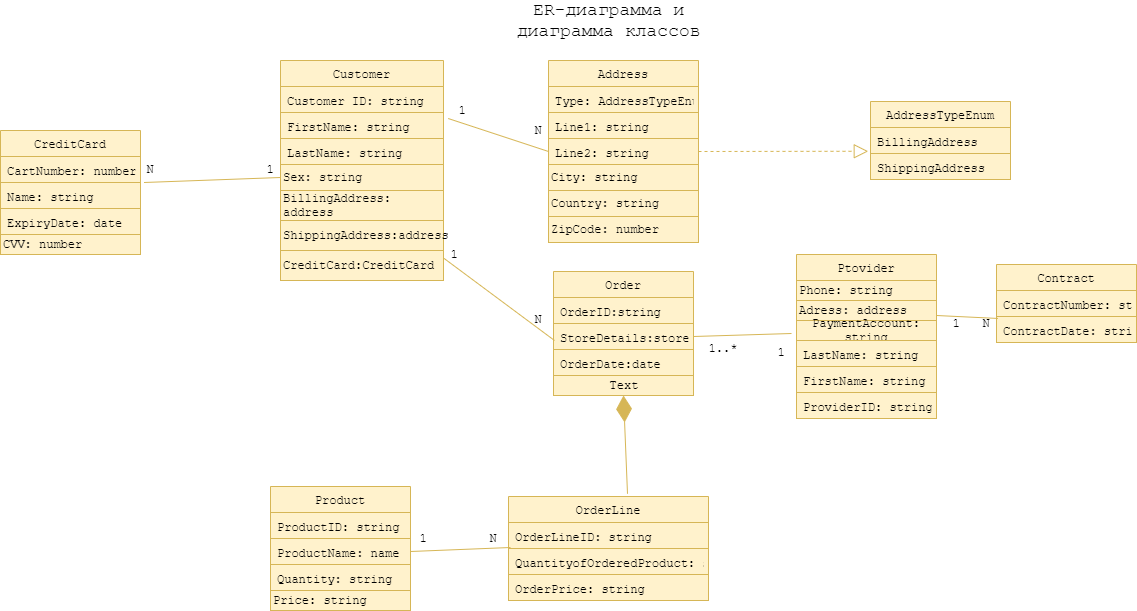 ER-диаграмма и
диаграмма классов
Customer
Customer ID: string
FirstName: string
LastName: string
Sex: string
BillingAddress:
address
ShippingAddress:address
CreditCard:CreditCard
Address
Type: AddressTypeEnu
Line1: string
Line2: string
City: string
Country: string
ZipCode: number
AddressTypeEnum
BillingAddress
ShippingAddress
CreditCard
CartNumber: number
Name: string
ExpiryDate: date
CVV: number
N
1
1
N
1
N
Order
OrderID:string
StoreDetails:store
OrderDate:date
Text
1..*
1
Ptovider
Phone: string
Adress: address
PaymentAccount:
string
LastName: string
FirstName: string
ProviderID: string
1
N
Contract
ContractNumber: st
ContractDate: stri
Product
ProductID: string
ProductName: name
Quantity: string
Price: string
1
N
OrderLine
OrderLineID: string
QuantityofOrderedProduct:
OrderPrice: string